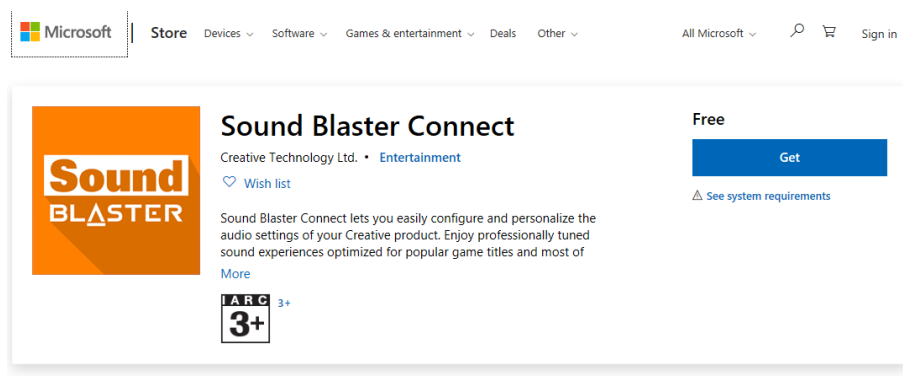 Microsoft Store Devices Software Games & entertainment Deals Other All Microsoft Sign in
Sound BLASTER
Sound Blaster Connect
Creative Technology Ltd. • Entertainment
Wish list
Sound Blaster Connect lets you easily configure and personalize the
audio settings of your Creative product. Enjoy professionally tuned
sound experiences optimized for popular game titles and most of
More
IARC
3+
3+
Free
Get
See system requirements